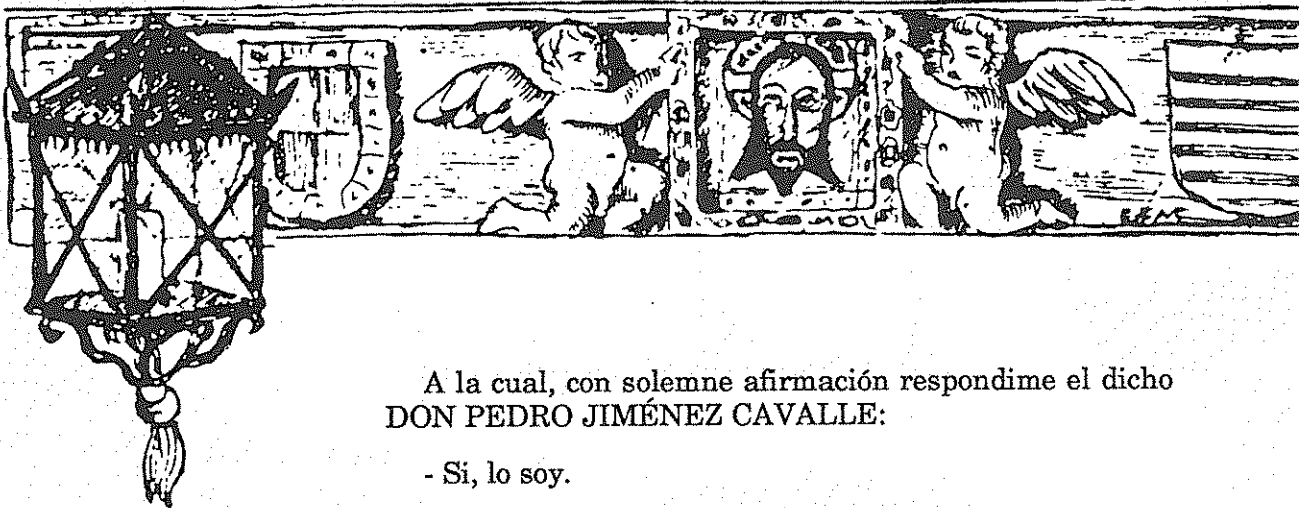 A la cual, con solemne afirmación respondime el dicho
DON PEDRO JIMÉNEZ CAVALLE:
- Si, lo soy.